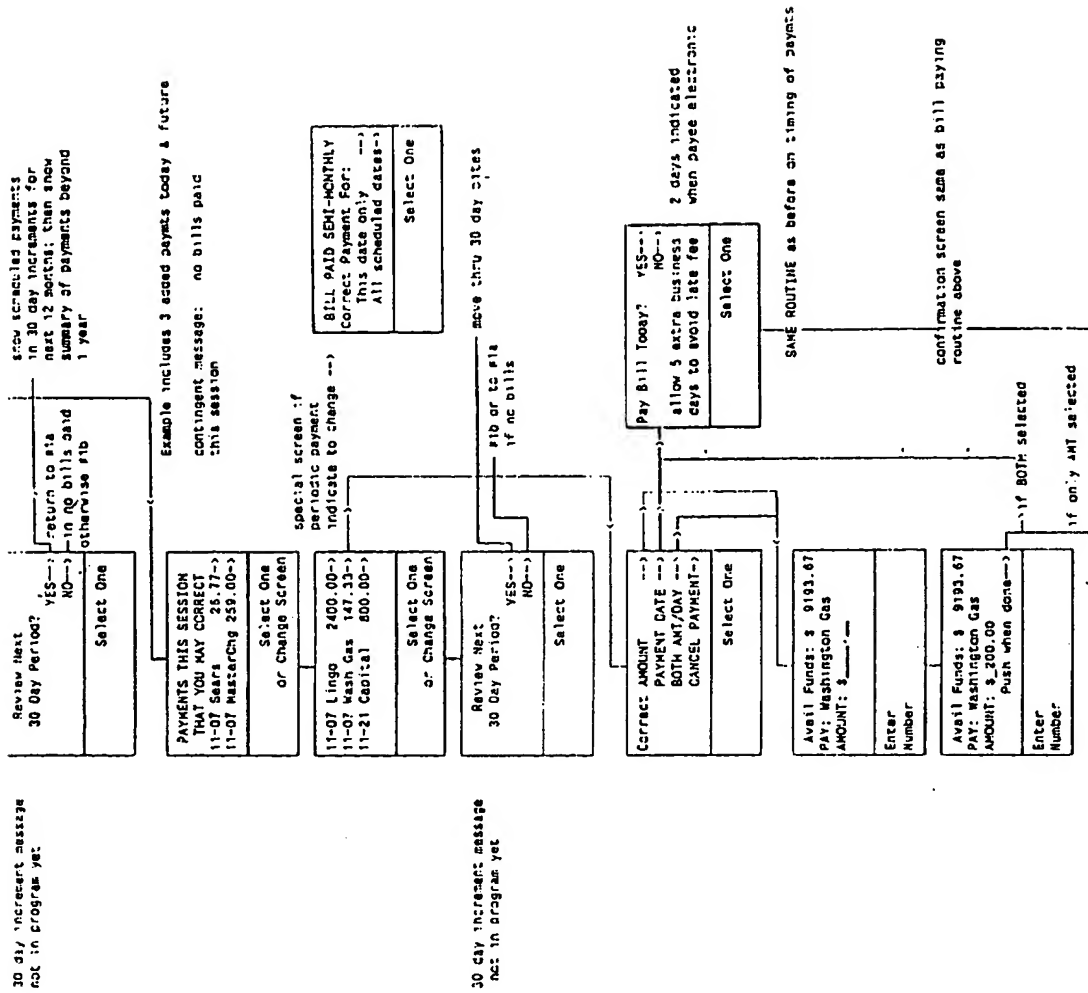 30 day increment message
not in program yet
Review Next
30 Day Period?
YES-->
NO-->
Select One
return to #1a
in no bills paid
otherwise #1b
show scheduled payments
in 30 day increments for
next 12 months; then show
summary of payments beyond
1 year
PAYMENTS THIS SESSION
THAT YOU MAY CORRECT
11-07 Sears 25.77->
11-07 MasterChg 259.00->
Select One
or Change Screen
Example includes 3 added paymts today & future
contingent message: no bills paid
this session
11-07 Lingo 2400.00->
11-07 Wash Gas 147.33->
11-21 Capital 800.00->
Select One
or Change Screen
special screen if
periodic payment
indicate to change -->
BILL PAID SEMI-MONTHLY
Correct Payment For:
This date only -->
All scheduled dates->
Select One
30 day increment message
not in program yet
Review Next
30 Day Period?
YES-->
NO-->
Select One
move thru 30 day bites
#1b or to #1a
if no bills
Correct AMOUNT -->
PAYMENT DATE -->
BOTH AMT/DAY -->
CANCEL PAYMENT->
Select One
Pay Bill Today? YES-->
NO-->
allow 5 extra business
days to avoid late fee
Select One
2 days indicated
when payee electronic
SAME ROUTINE as before on timing of paymts
Avail Funds: $ 9193.67
PAY: Washington Gas
AMOUNT: $____.__
Enter
Number
Avail Funds: $ 9193.67
PAY: Washington Gas
AMOUNT: $_200.00
Push when done-->
Enter
Number
if BOTH selected
if only AMT selected
confirmation screen same as bill paying
routine above